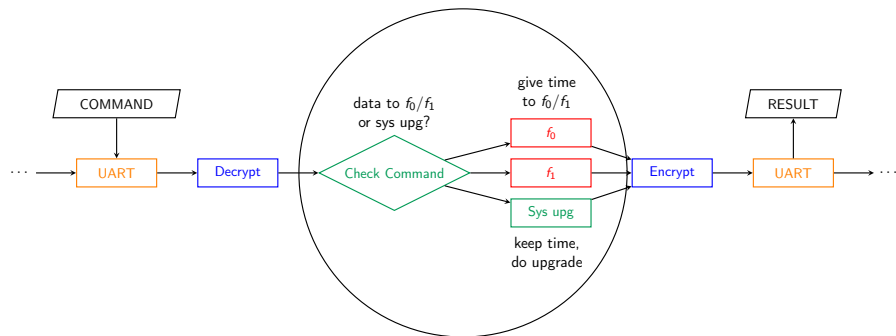 give time
to f₀/f₁
COMMAND
data to f₀/f₁
or sys upg?
RESULT
f₀
...
UART
Decrypt
Check Command
f₁
Encrypt
UART
...
Sys upg
keep time,
do upgrade